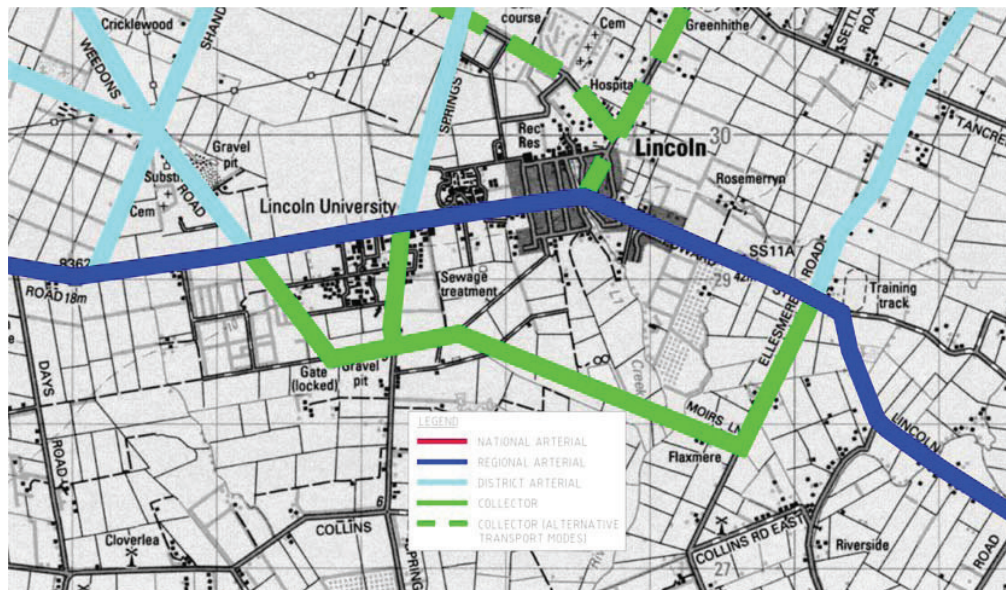 Cricklewood
WEEDONS
SHAND
course
Cem
Greenhithe
ROAD
Hospital
SPRINGS
30
TANCRE
Rec
Res
Lincoln
Gravel
pit
ROAD
Cem
Lincoln University
Rosemerryn
SS11A
ROAD 18m
Sewage
treatment
29
ROAD
ELLESMERE
Training
track
Gate
(locked)
Gravel
pit
Creek
MOIRS LN
LINCOLN
DAYS
ROAD
Flaxmere
LEGEND
NATIONAL ARTERIAL
REGIONAL ARTERIAL
DISTRICT ARTERIAL
COLLECTOR
COLLECTOR (ALTERNATIVE
TRANSPORT MODES)
6
COLLINS
Cloverlea
COLLINS RD EAST
Riverside
ROAD
27